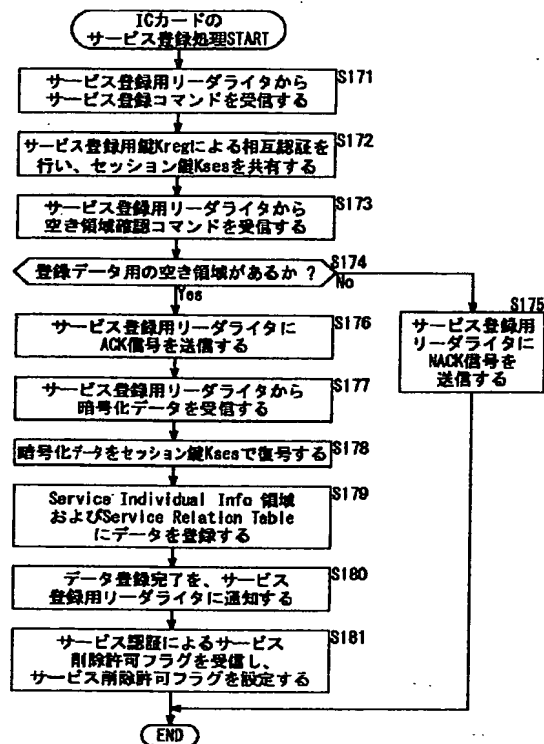 ICカードの
サービス登録処理START
サービス登録用リーダライタから
サービス登録コマンドを受信する
S171
サービス登録用鍵Kregによる相互認証を
行い、セッション鍵Ksesを共有する
S172
サービス登録用リーダライタから
空き領域確認コマンドを受信する
S173
登録データ用の空き領域があるか ?
S174
No
Yes
S175
サービス登録用
リーダライタに
NACK信号を
送信する
サービス登録用リーダライタに
ACK信号を送信する
S176
サービス登録用リーダライタから
暗号化データを受信する
S177
暗号化データをセッション鍵Ksesで復号する
S178
Service Individual Info 領域
およびService Relation Table
にデータを登録する
S179
データ登録完了を、サービス
登録用リーダライタに通知する
S180
サービス認証によるサービス
削除許可フラグを受信し、
サービス削除許可フラグを設定する
S181
END